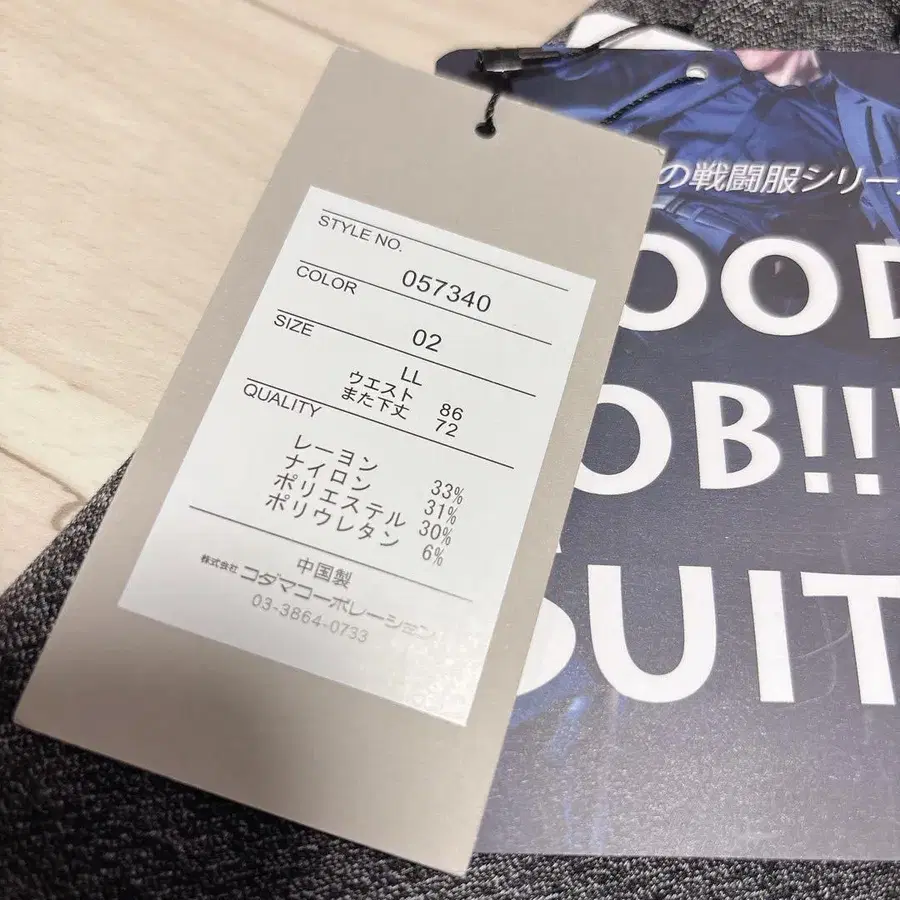 STYLE NO.
057340
COLOR
02
SIZE
LL
ウエスト 86
また下丈 72
QUALITY
レーヨン 33%
ナイロン 31%
ポリエステル 30%
ポリウレタン 6%
中国製
株式会社 コダマコーポレーション
03-3864-0733
の戦闘服シリー
OOD
OB!!!
SUIT